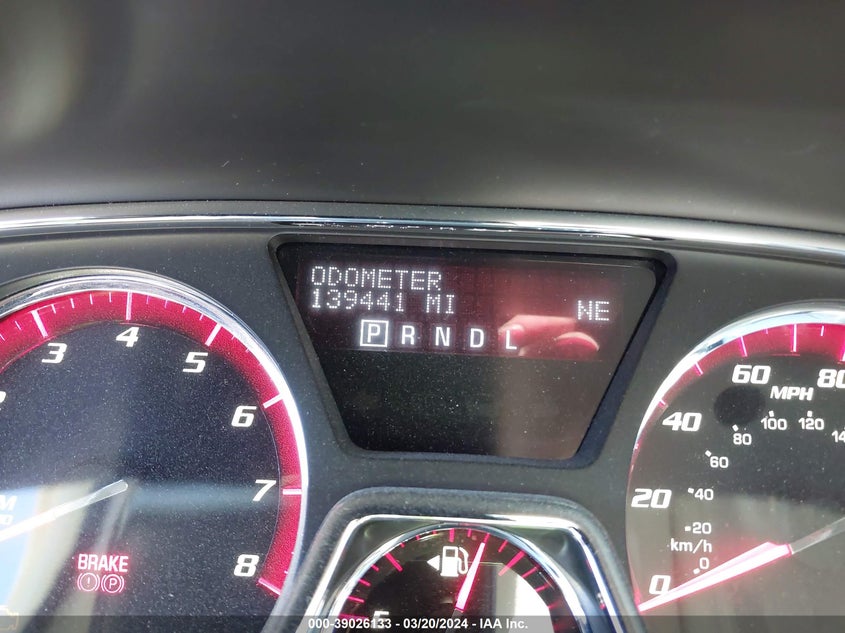 ODOMETER
139441 MI NE
P R N D L
3 4 5 6 7 8
BRAKE
P
E
0 20 40 60 80
MPH
0 20 40 60 80 100 120
km/h
000-39026133 - 03/20/2024 - IAA Inc.